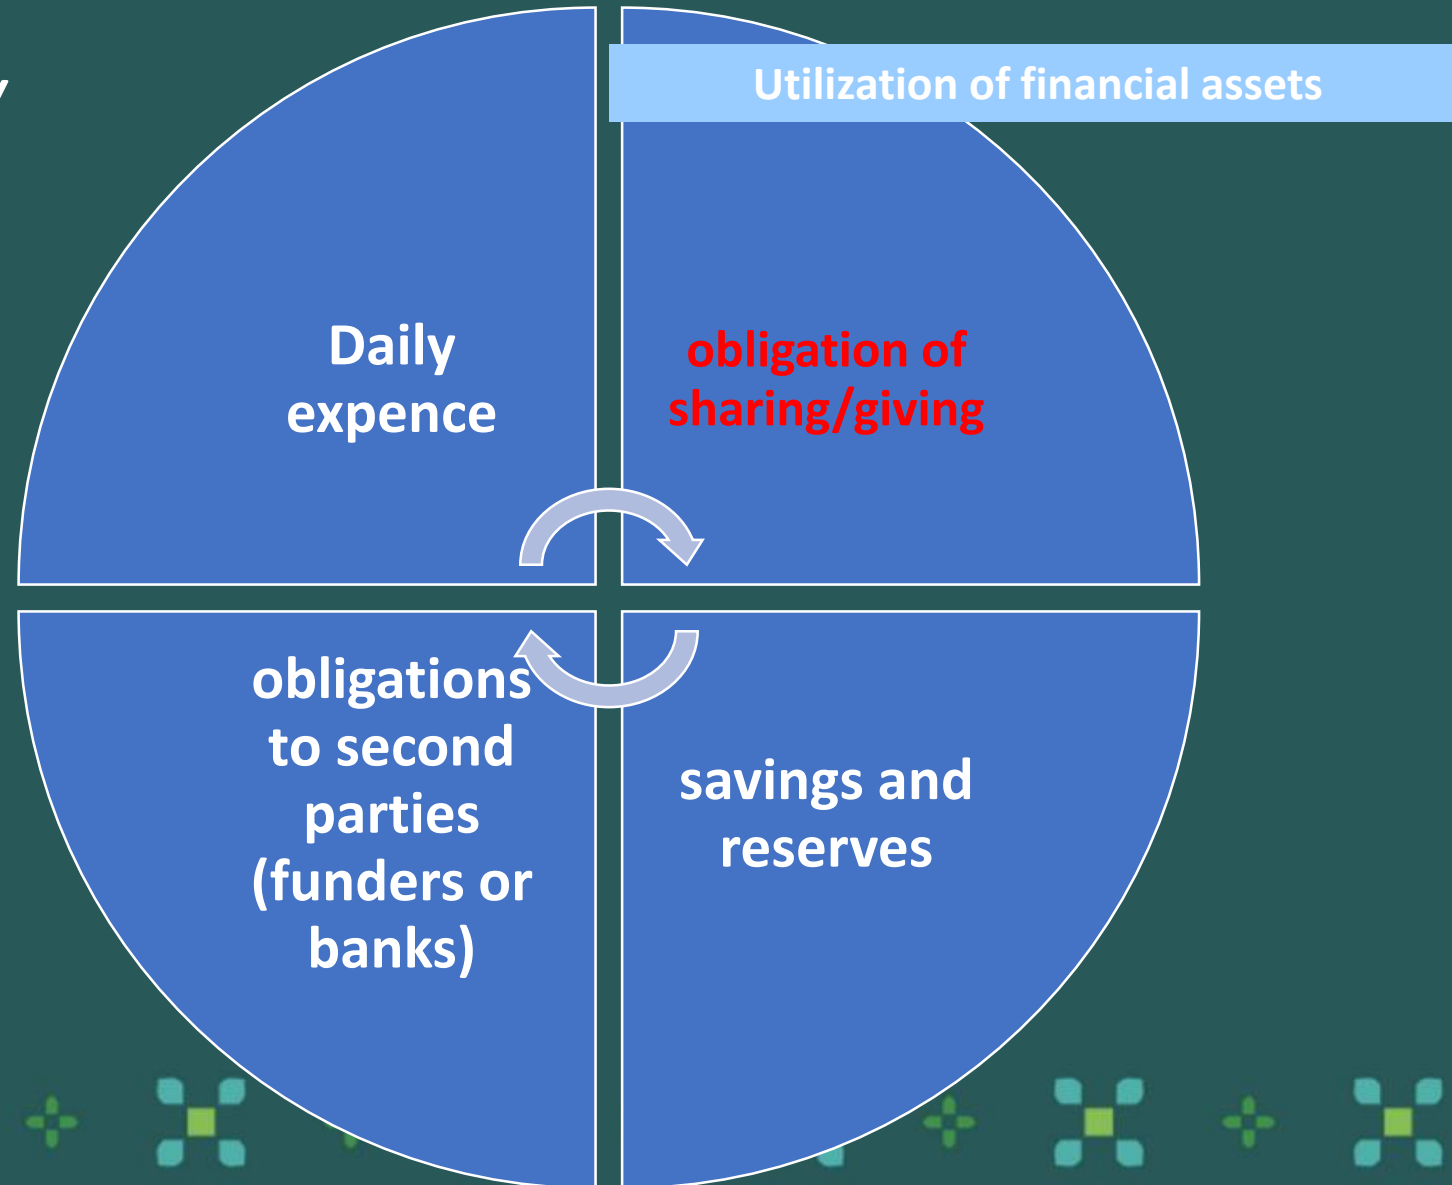 Utilization of financial assets
Daily
expence
obligation of
sharing/giving
obligations
to second
parties
(funders or
banks)
savings and
reserves